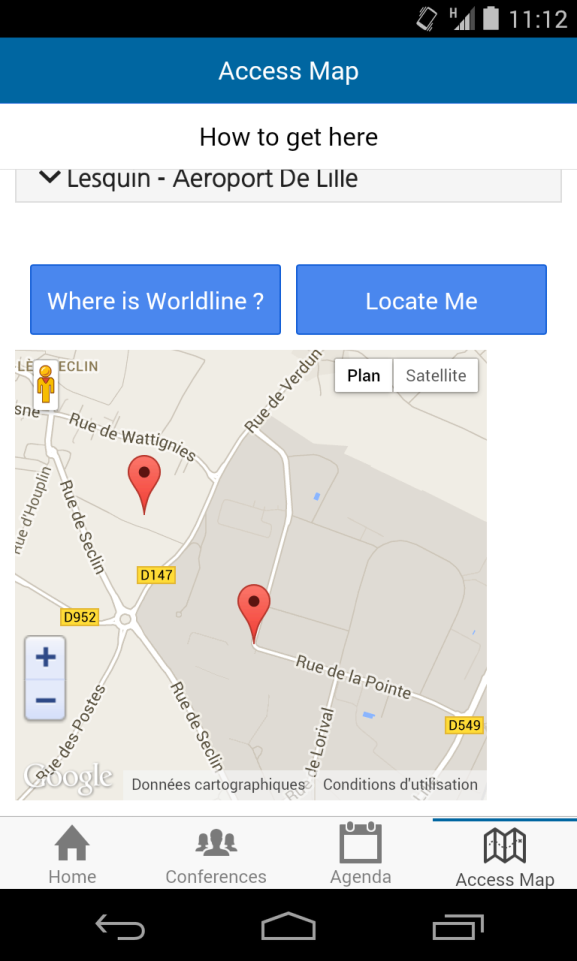 H 11:12
Access Map
How to get here
Lesquin - Aeroport De Lille
Where is Worldline ?
Locate Me
ECLIN
Plan
Satellite
Rue de Verdun
Rue de Wattignies
Rue d'Houplin
Rue de Seclin
D147
D952
Rue de la Pointe
Rue des Postes
Rue de Seclin
Rue de Lorival
D549
Google
Données cartographiques
Conditions d'utilisation
Home
Conferences
Agenda
Access Map